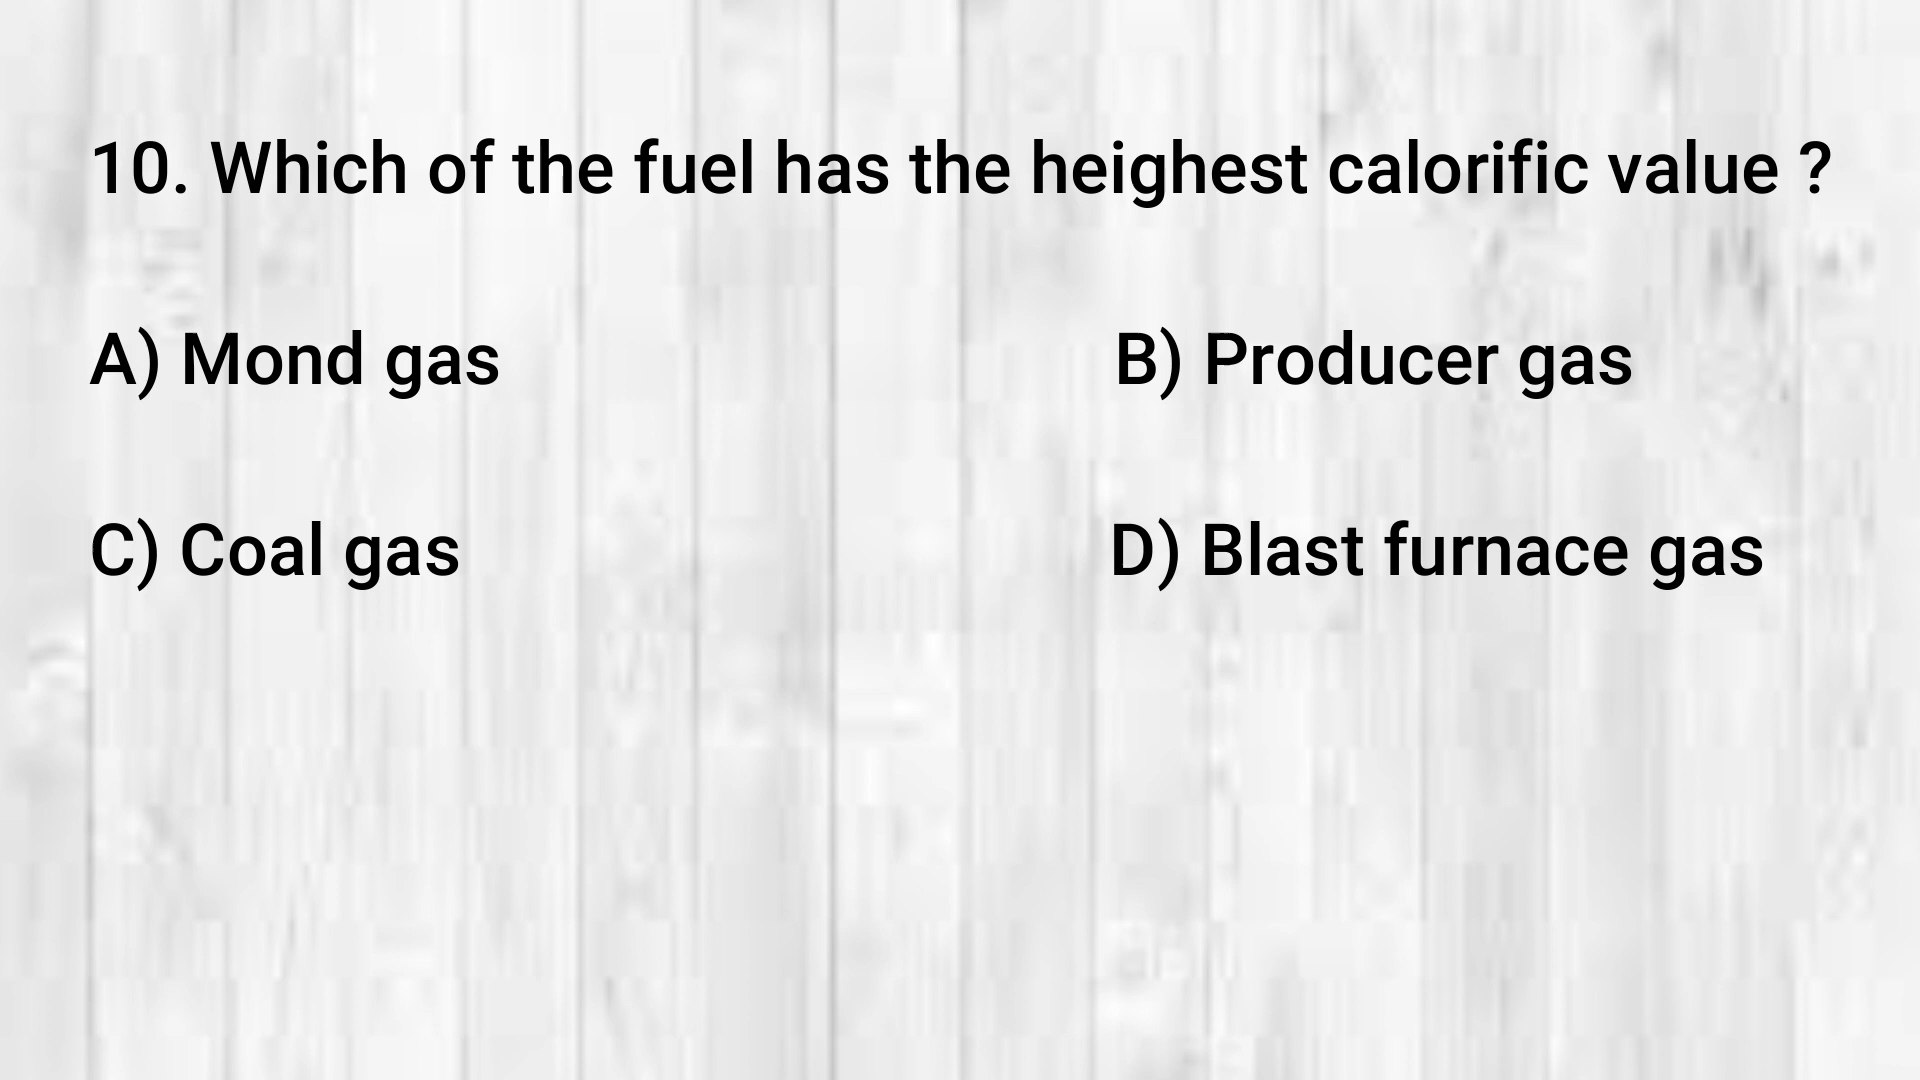 10. Which of the fuel has the heighest calorific value ?
A) Mond gas B) Producer gas
C) Coal gas D) Blast furnace gas